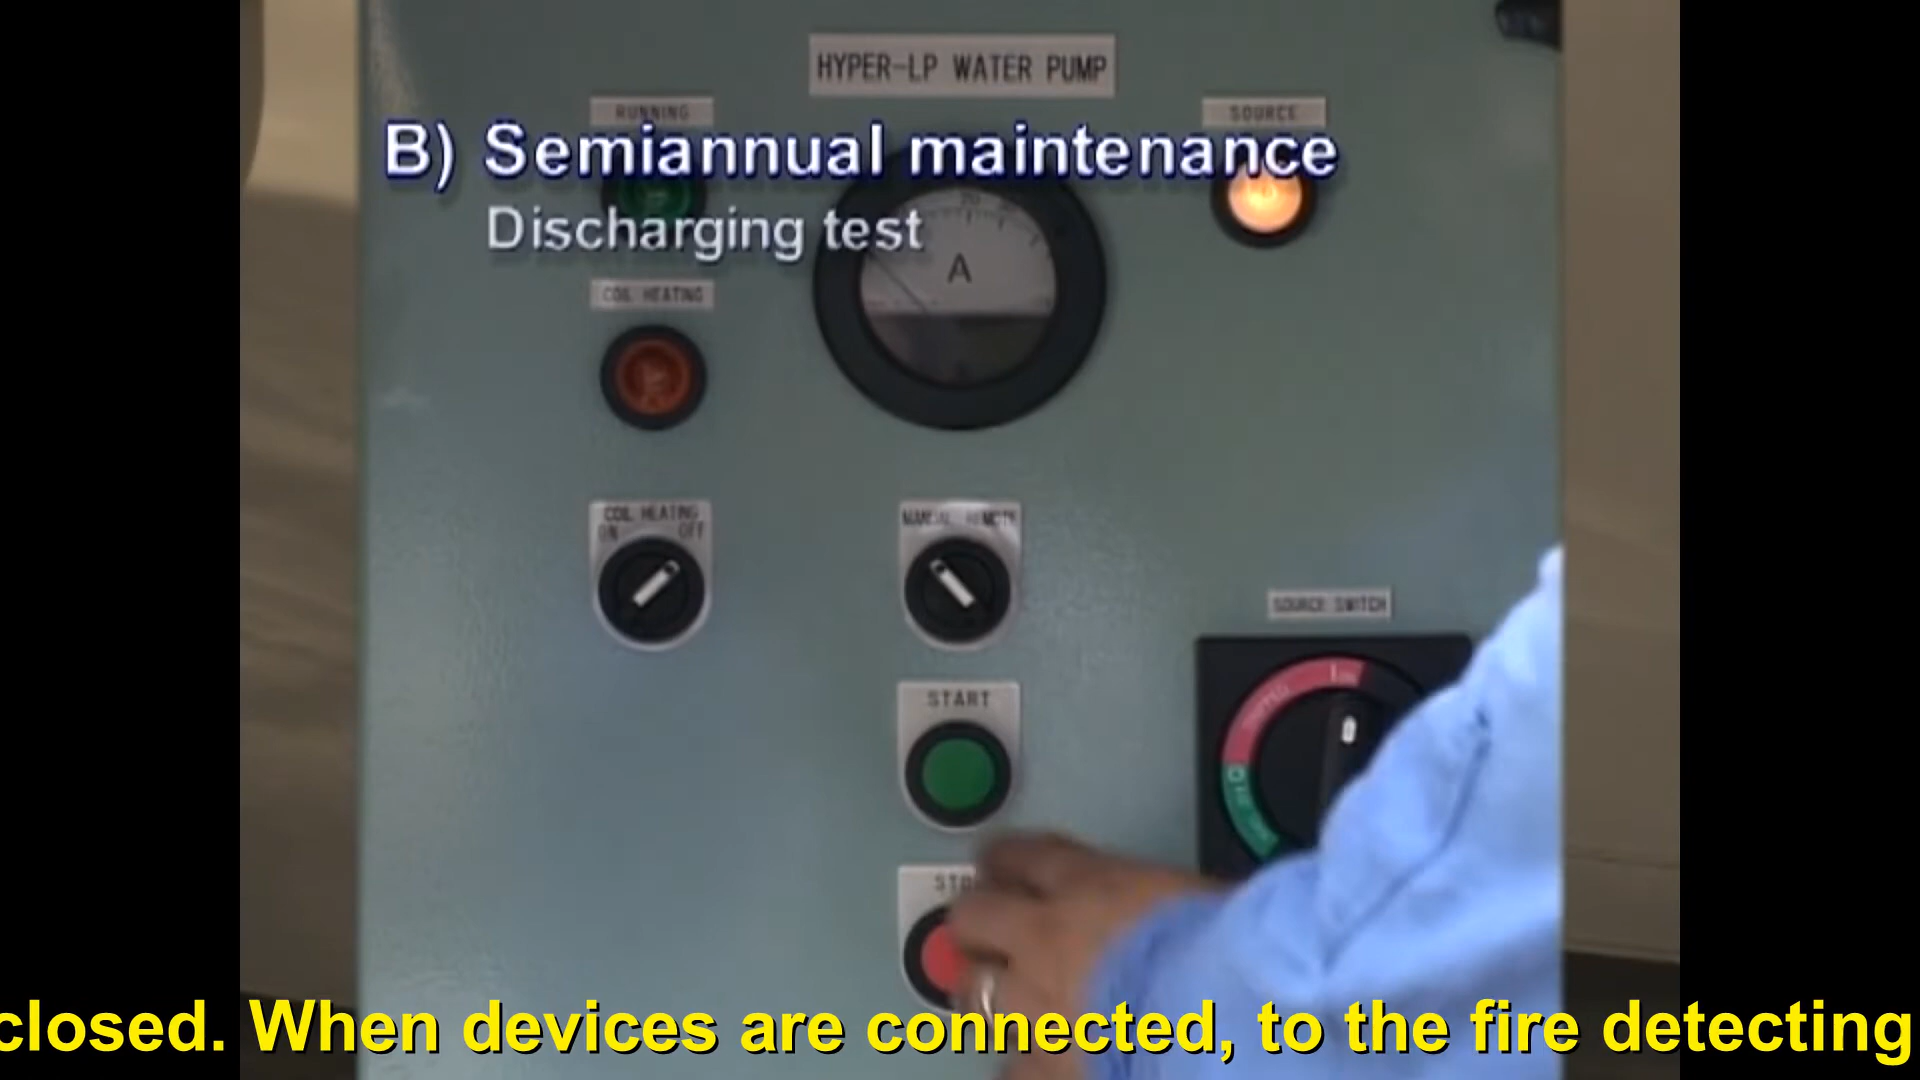 HYPER-LP WATER PUMP
RUNNING
SOURCE
B) Semiannual maintenance
Discharging test
A
COIL HEATING
COIL HEATING
ON OFF
MANUAL REMOTE
SOURCE SWITCH
START
STO
closed. When devices are connected, to the fire detecting